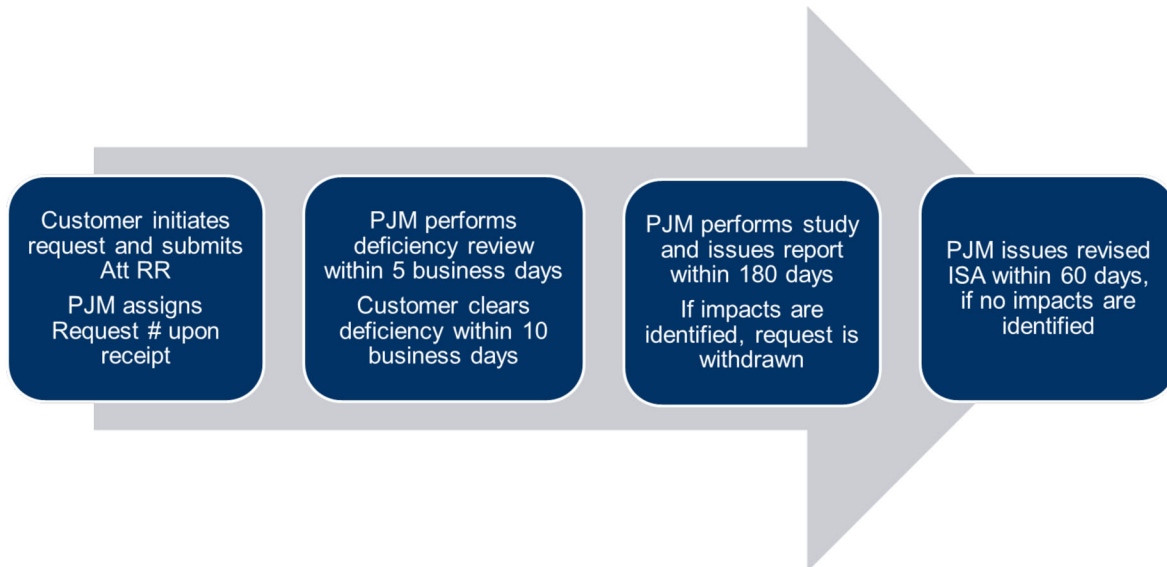 Customer initiates
request and submits
Att RR
PJM assigns
Request # upon
receipt
PJM performs
deficiency review
within 5 business days
Customer clears
deficiency within 10
business days
PJM performs study
and issues report
within 180 days
If impacts are
identified, request is
withdrawn
PJM issues revised
ISA within 60 days,
if no impacts are
identified